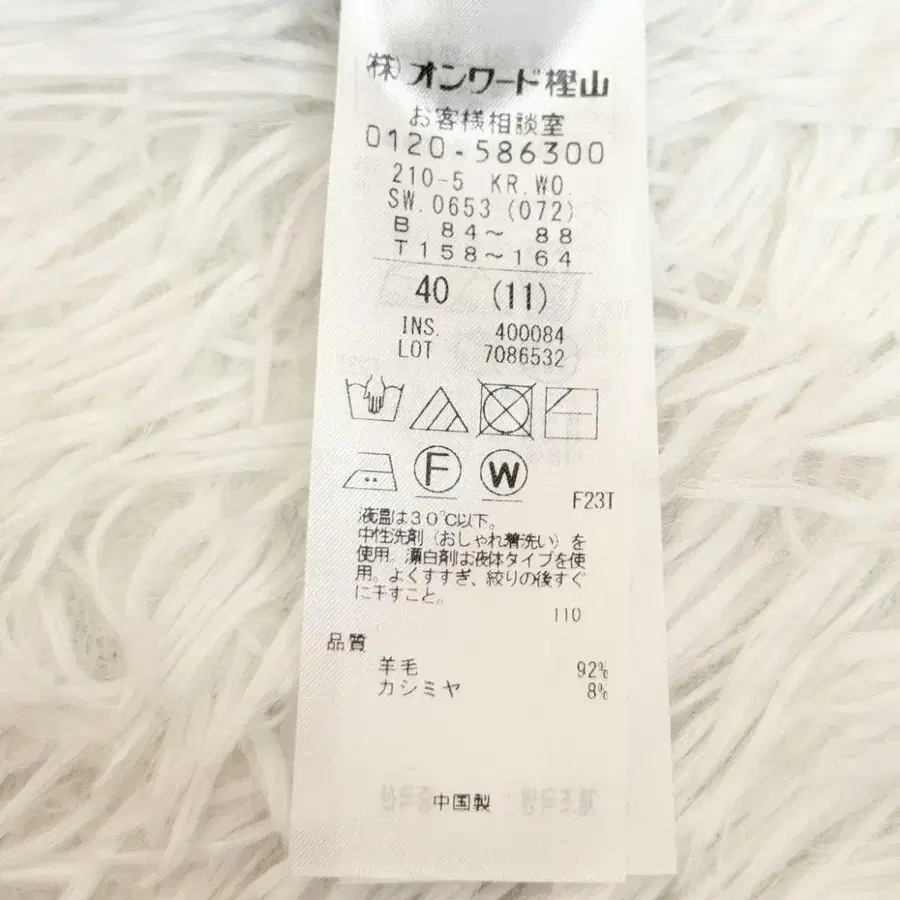 (株)オンワード樫山
お客様相談室
0120-586300
210-5 KR.WO.
SW.0653(072)
B 84～ 88
T158～164
40 (11)
INS. 400084
LOT 7086532
F
W
F23T
液温は30℃以下。
中性洗剤（おしゃれ着洗い）を
使用。漂白剤は液体タイプを使
用。よくすすぎ、絞りの後すぐ
に干すこと。
110
品質
羊毛 92%
カシミヤ 8%
中国製